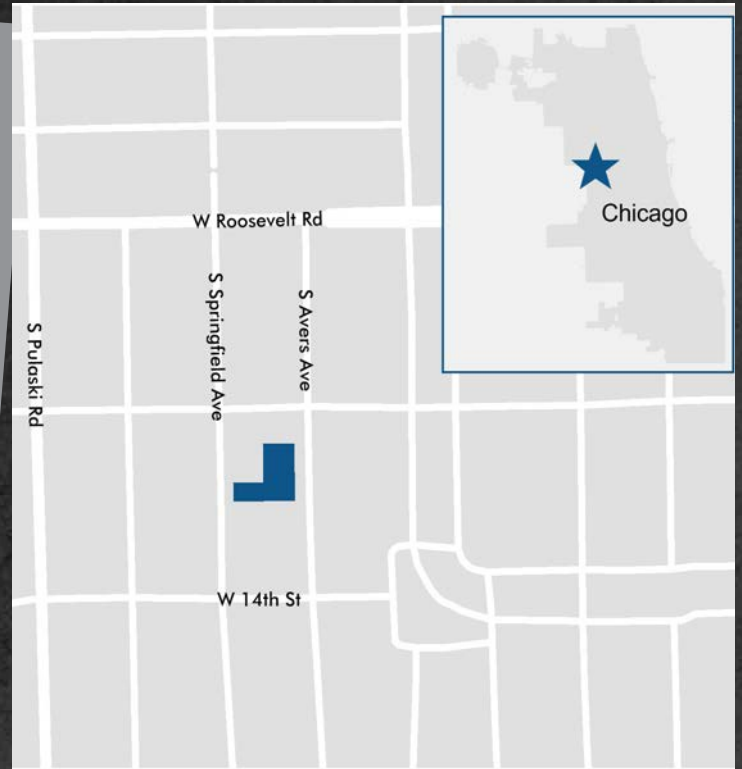 W Roosevelt Rd
Chicago
S Pulaski Rd
S Springfield Ave
S Avers Ave
W 14th St